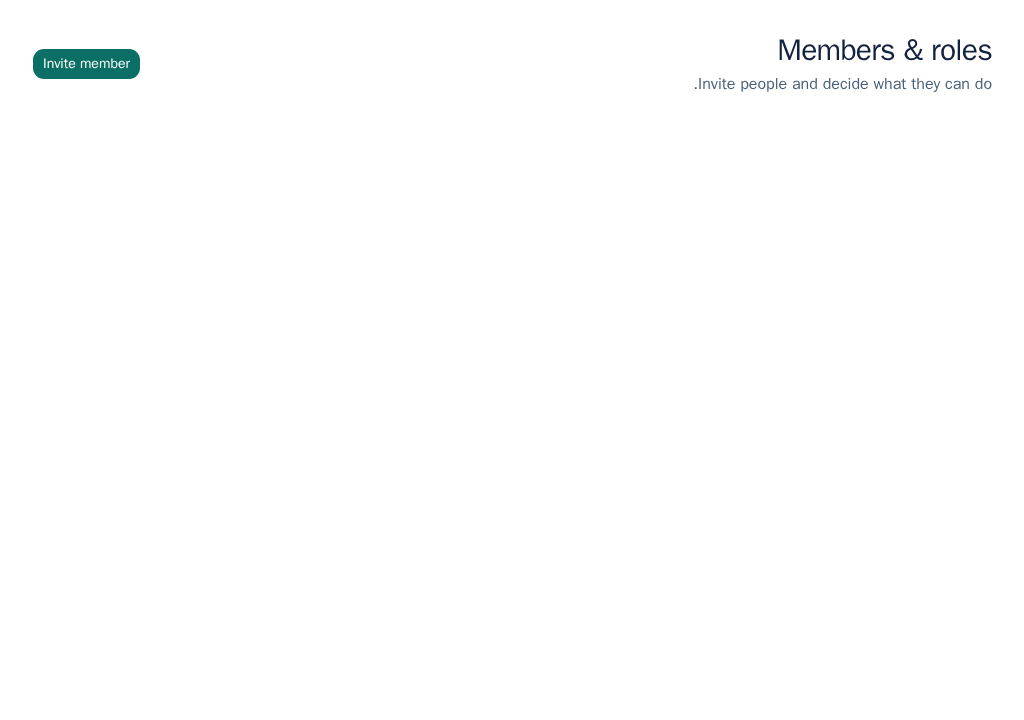 Members & roles
Invite people and decide what they can do.
Invite member